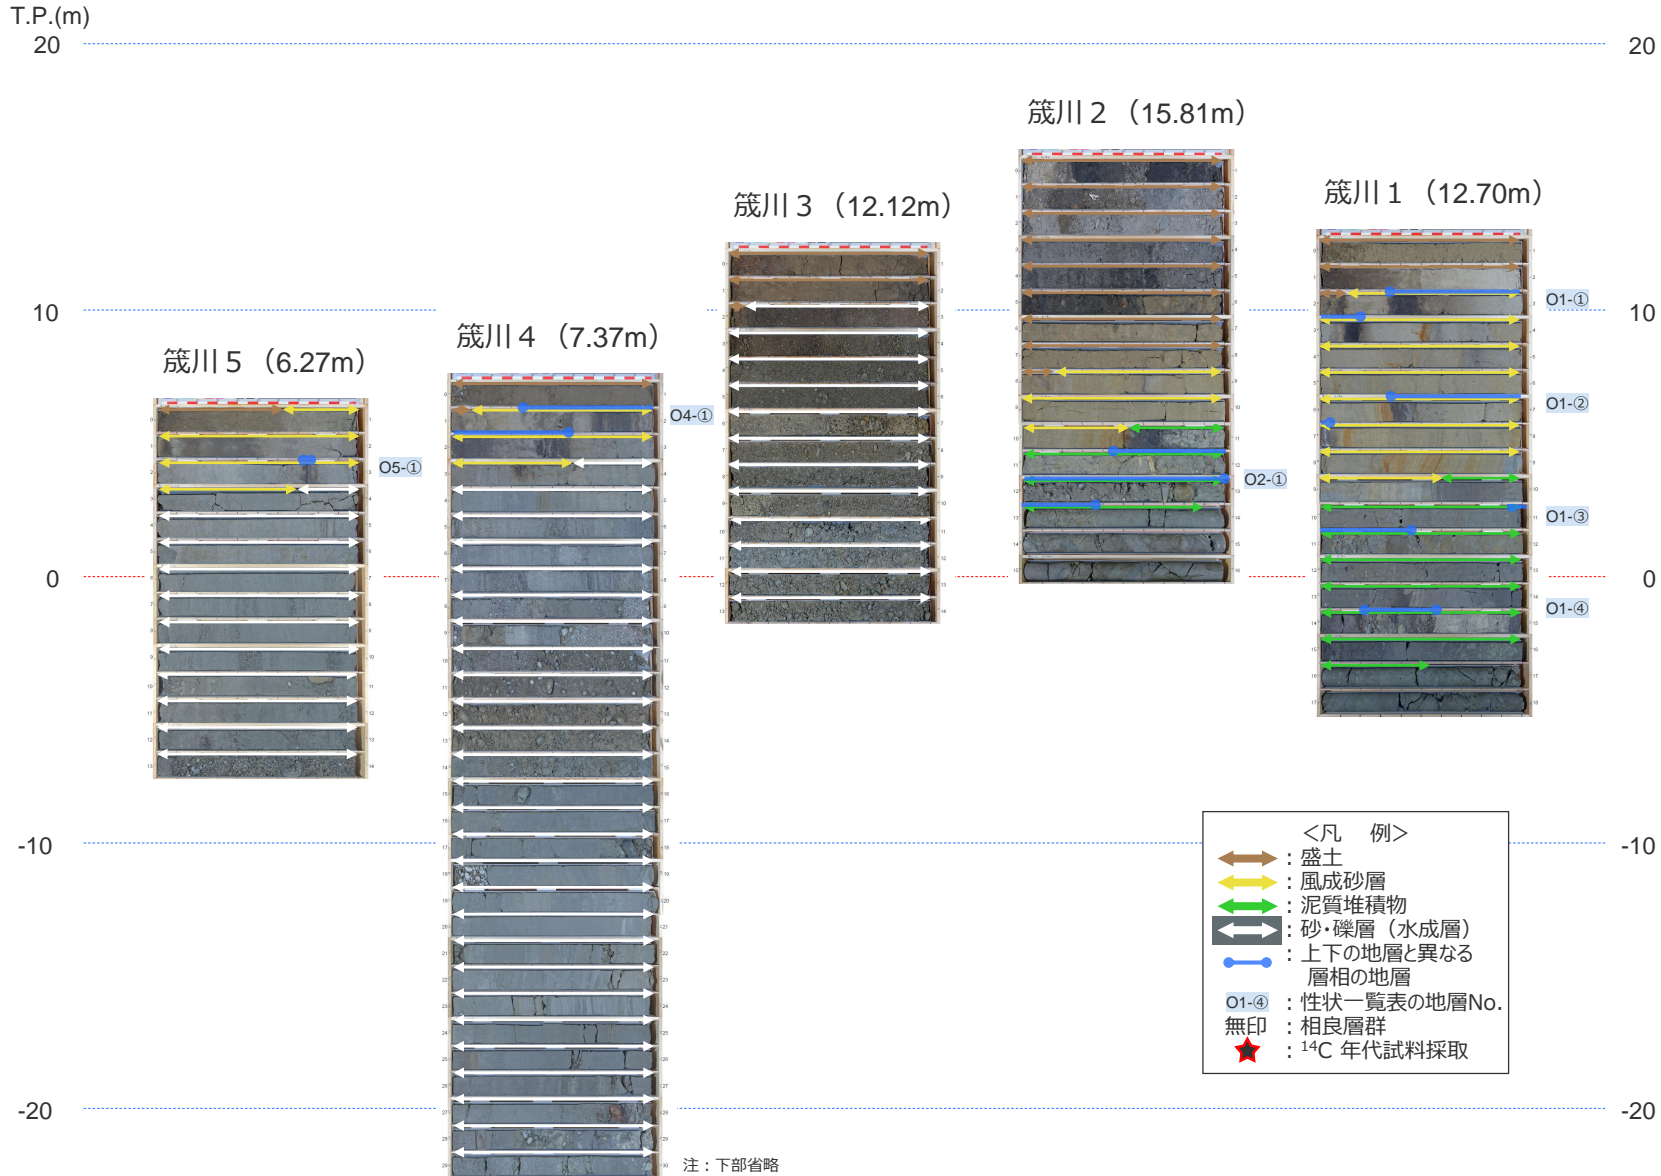 T.P.(m)
20
20
筬川２（15.81m）
筬川３（12.12m）
筬川１（12.70m）
O1-①
10
10
筬川４（7.37m）
筬川５（6.27m）
O4-①
O1-②
O5-①
O2-①
O1-③
0
0
O1-④
-10
-10
＜凡　例＞
：盛土
：風成砂層
：泥質堆積物
：砂・礫層（水成層）
：上下の地層と異なる
層相の地層
O1-④：性状一覧表の地層No.
無印：相良層群
：14C 年代試料採取
-20
-20
注：下部省略